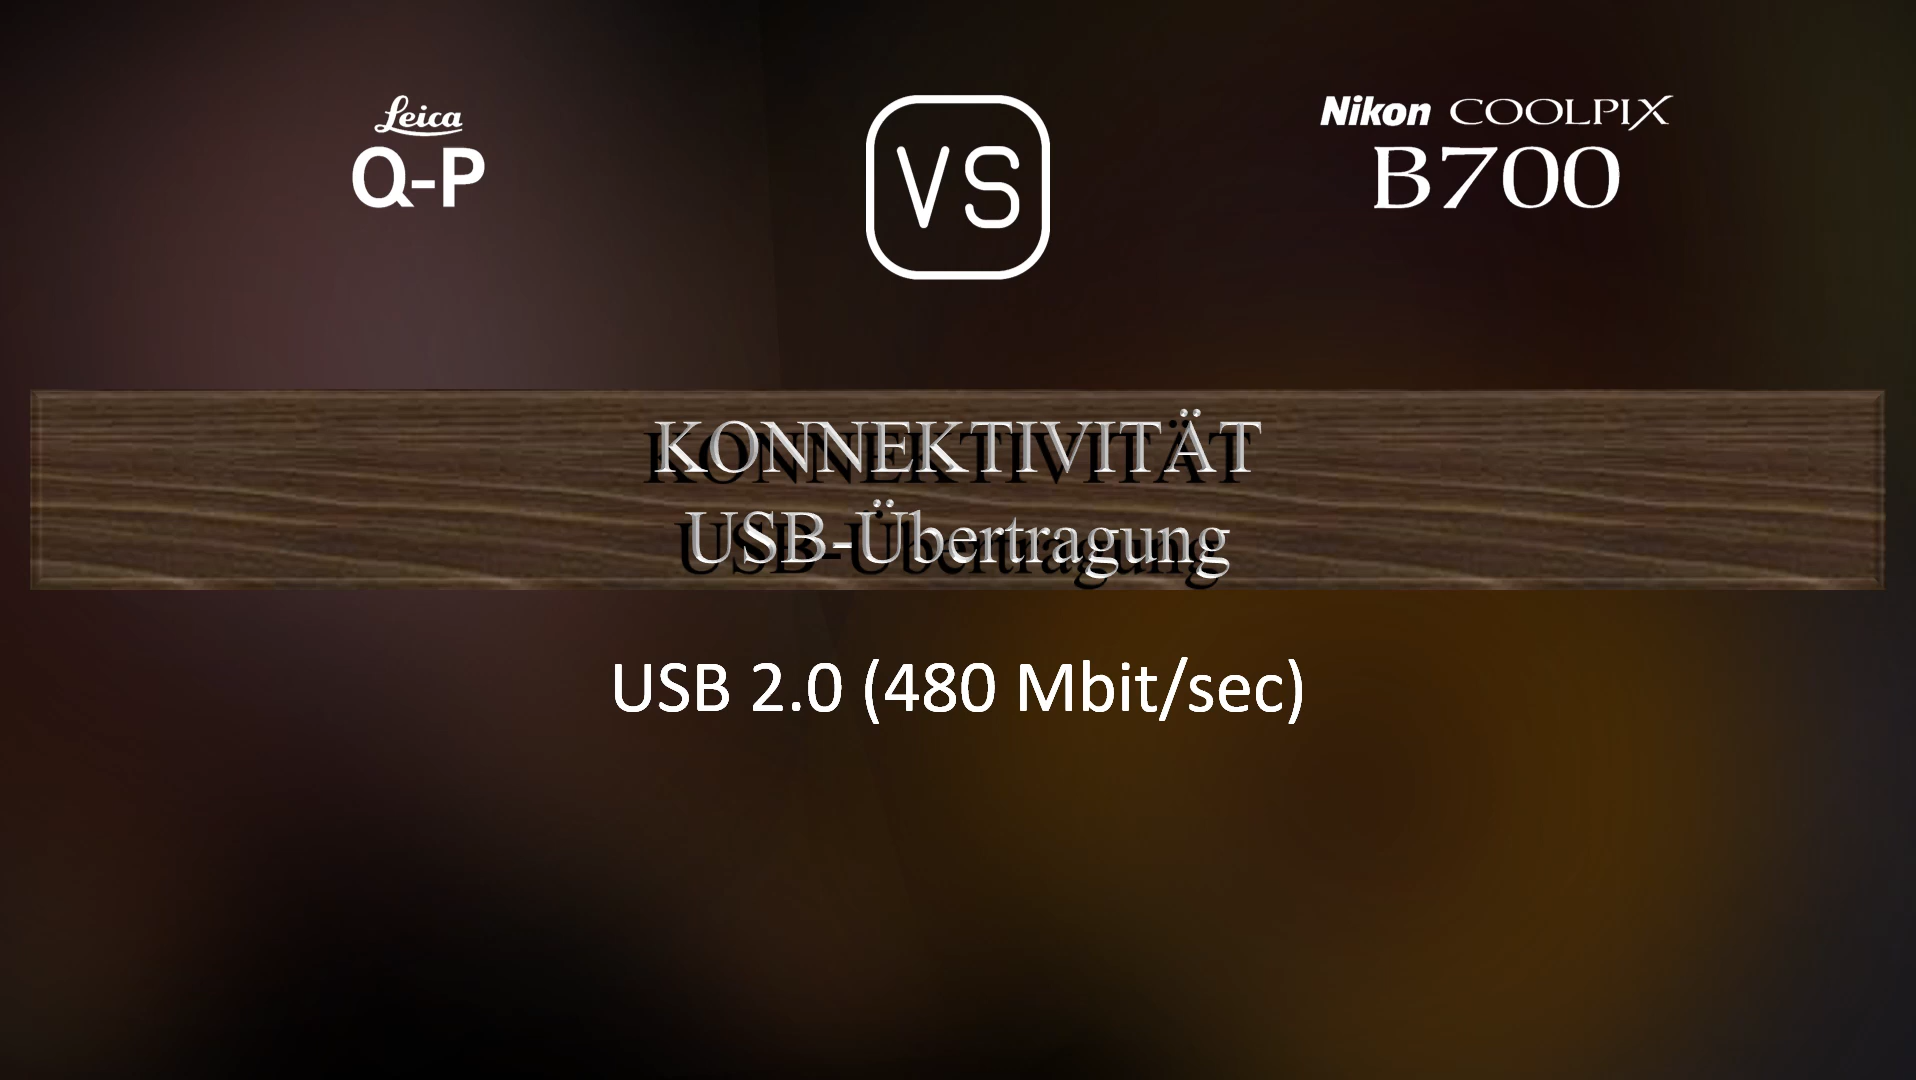 Leica
Q-P
VS
Nikon COOLPIX
B700
KONNEKTIVITÄT
USB-Übertragung
USB 2.0 (480 Mbit/sec)